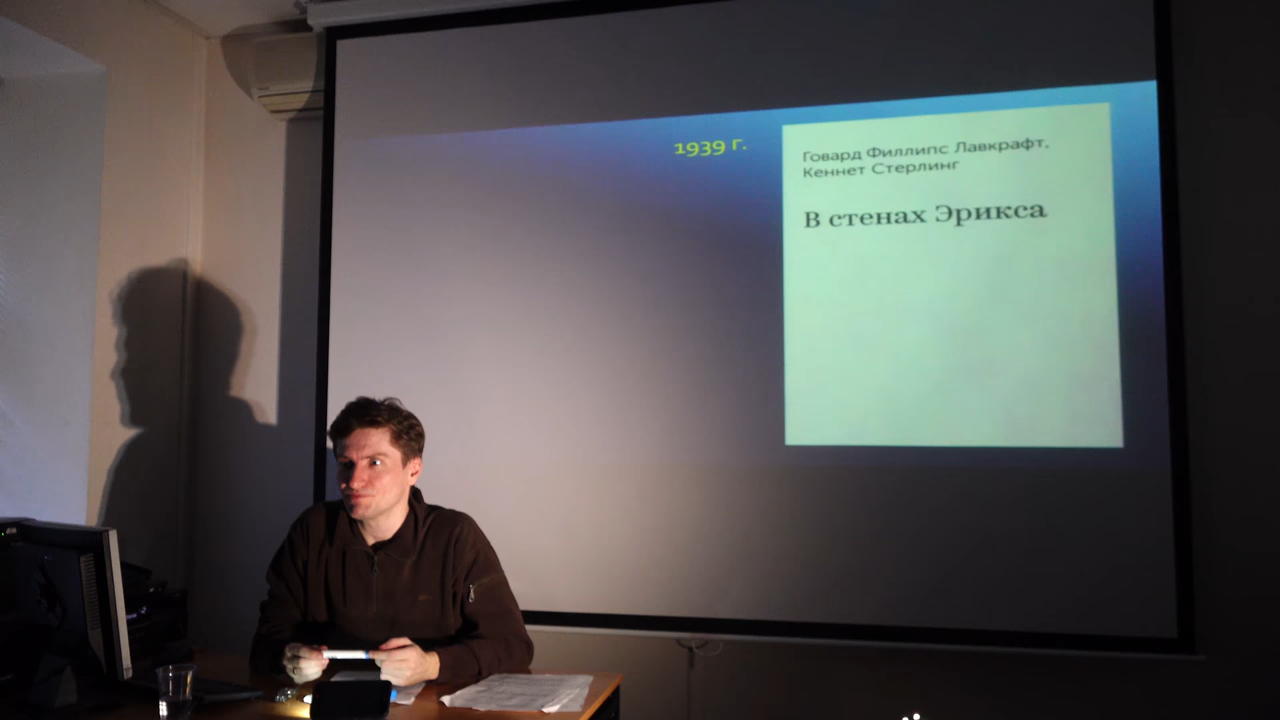 1939 г.
Говард Филлипс Лавкрафт,
Кеннет Стерлинг
В стенах Эрикса